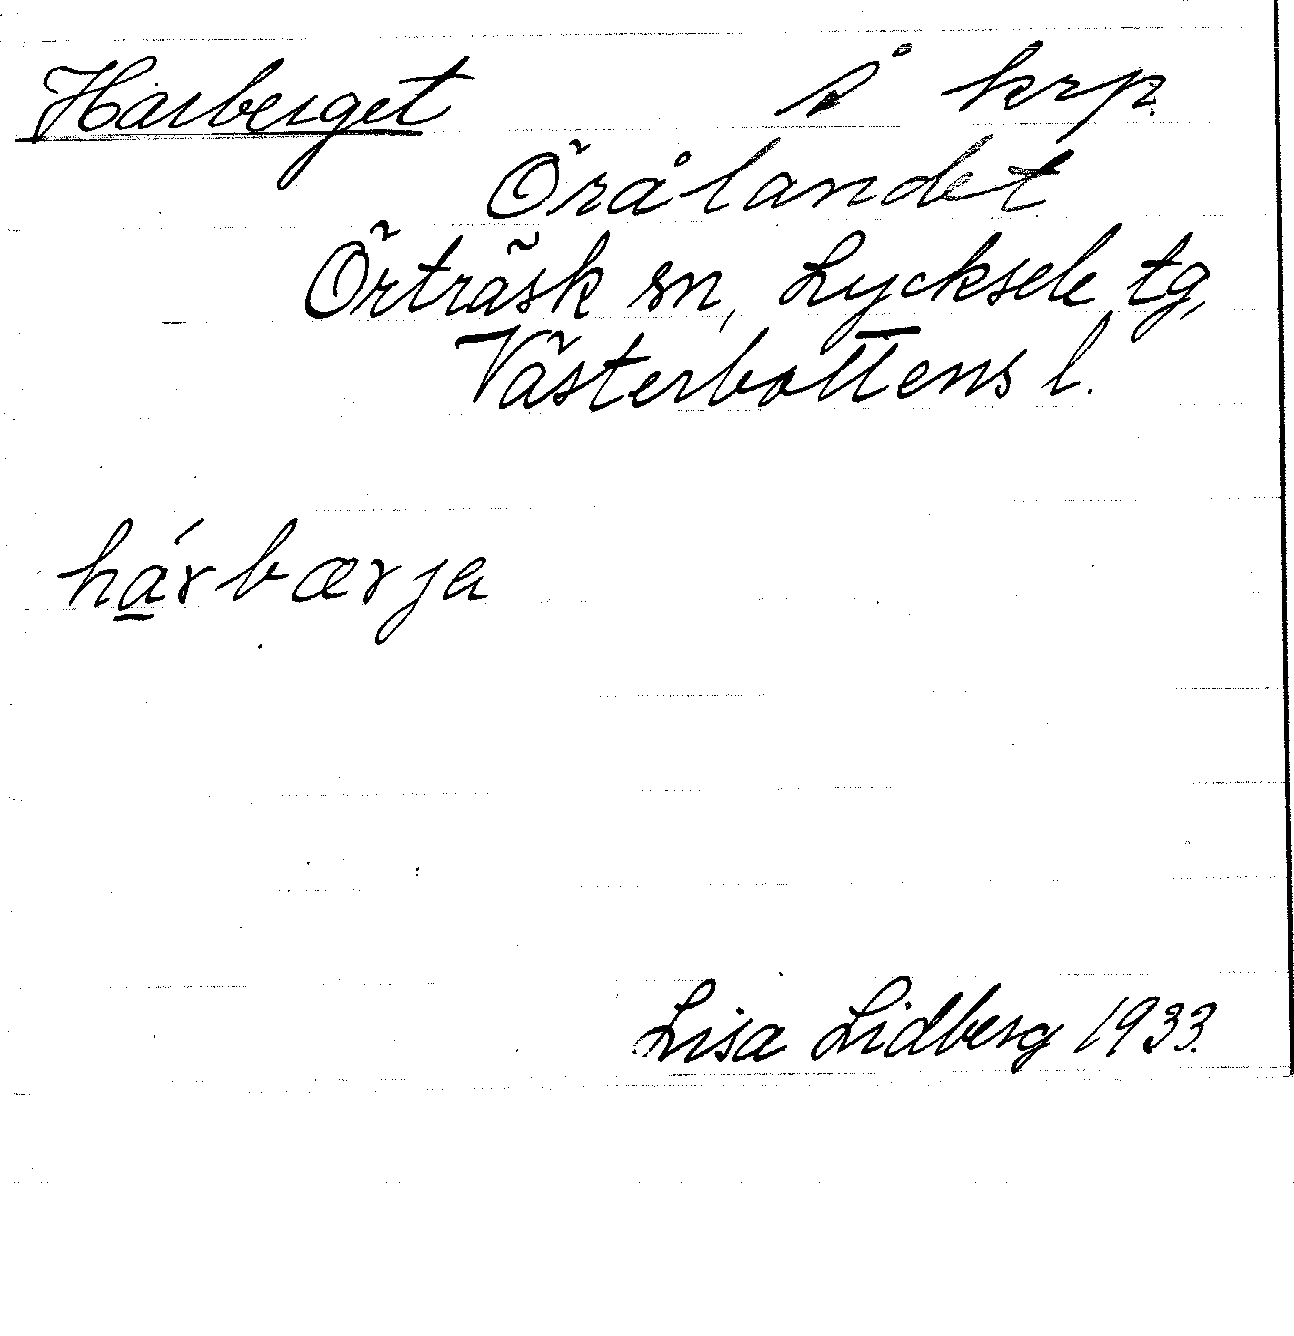 Harberget å krp.
Örålandet
Örträsk sn, Lycksele tg,
Västerbottens l.
hárbærja
Lisa Lidberg 1933.